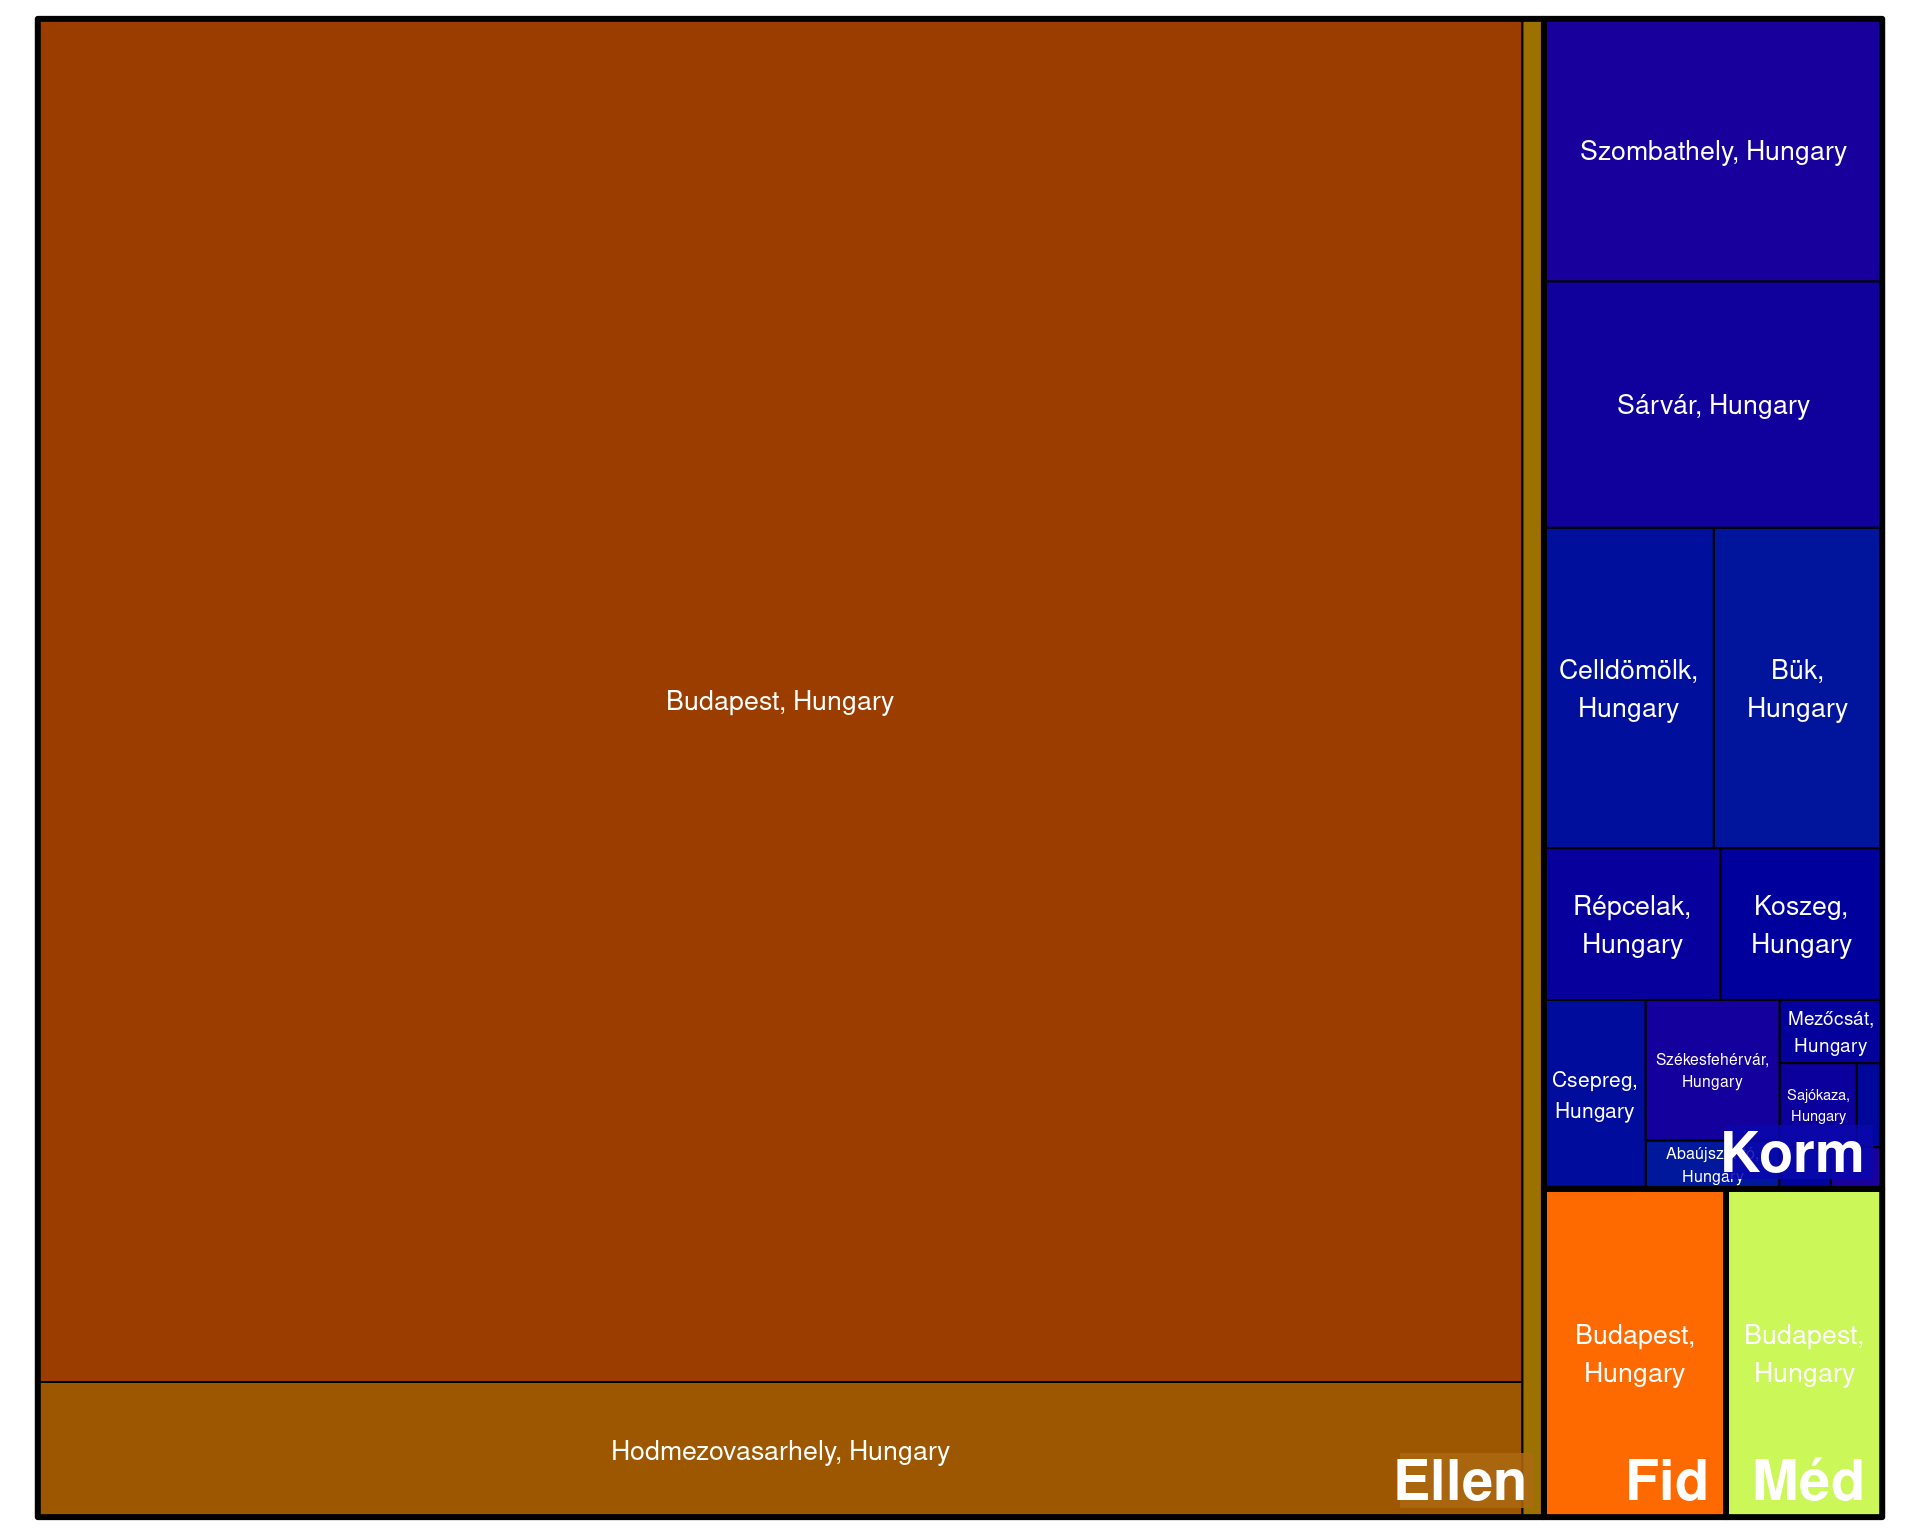 Szombathely, Hungary
Sárvár, Hungary
Budapest, Hungary
Celldömölk,
Hungary
Bük,
Hungary
Répcelak,
Hungary
Koszeg,
Hungary
Csepreg,
Hungary
Székesfehérvár,
Hungary
Mezőcsát,
Hungary
Sajókaza,
Hungary
Hungary
Korm
Budapest,
Hungary
Fid
Budapest,
Hungary
Méd
Hodmezovasarhely, Hungary
Ellen